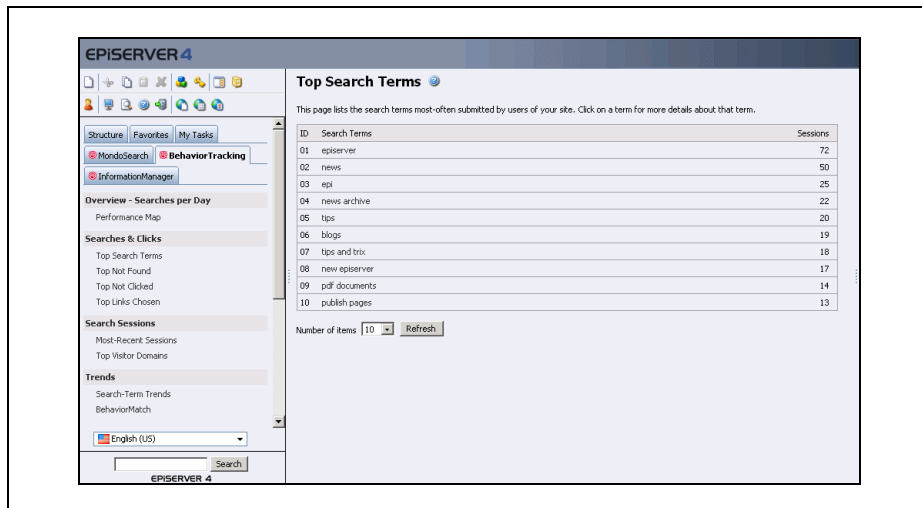 EPiSERVER 4
Structure Favorites My Tasks
MondoSearch BehaviorTracking
InformationManager
Overview - Searches per Day
Performance Map
Searches & Clicks
Top Search Terms
Top Not Found
Top Not Clicked
Top Links Chosen
Search Sessions
Most-Recent Sessions
Top Visitor Domains
Trends
Search-Term Trends
BehaviorMatch
English (US)
Search
EPiSERVER 4
Top Search Terms
This page lists the search terms most-often submitted by users of your site. Click on a term for more details about that term.
ID Search Terms Sessions
01 episerver 72
02 news 50
03 epi 25
04 news archive 22
05 tips 20
06 blogs 19
07 tips and trix 18
08 new episerver 17
09 pdf documents 14
10 publish pages 13
Number of items 10 Refresh